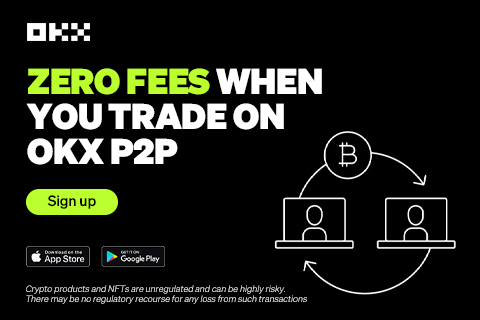 OKX
ZERO FEES WHEN
YOU TRADE ON
OKX P2P
Sign up
Download on the
App Store
GET IT ON
Google Play
Crypto products and NFTs are unregulated and can be highly risky.
There may be no regulatory recourse for any loss from such transactions